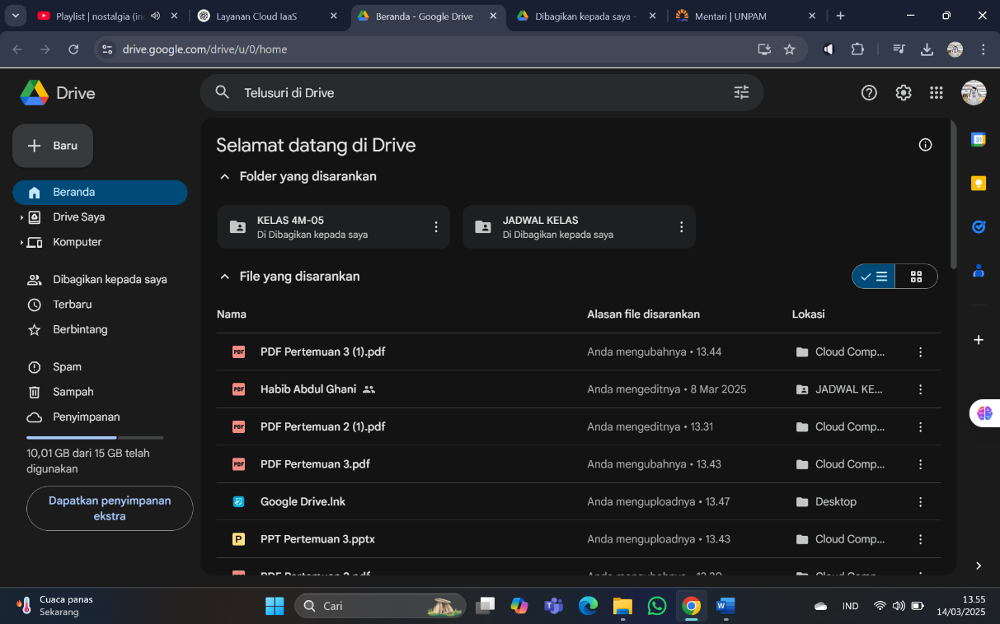 Playlist | nostalgia (in
Layanan Cloud IaaS
Beranda - Google Drive
Dibagikan kepada saya -
Mentari | UNPAM
drive.google.com/drive/u/0/home
Drive
Telusuri di Drive
Baru
Beranda
Drive Saya
Komputer
Dibagikan kepada saya
Terbaru
Berbintang
Spam
Sampah
Penyimpanan
10,01 GB dari 15 GB telah
digunakan
Dapatkan penyimpanan
ekstra
Selamat datang di Drive
Folder yang disarankan
KELAS 4M-05
Di Dibagikan kepada saya
JADWAL KELAS
Di Dibagikan kepada saya
File yang disarankan
Nama Alasan file disarankan Lokasi
PDF PDF Pertemuan 3 (1).pdf Anda mengubahnya • 13.44 Cloud Comp...
PDF Habib Abdul Ghani Anda mengeditnya • 8 Mar 2025 JADWAL KE...
PDF PDF Pertemuan 2 (1).pdf Anda mengeditnya • 13.31 Cloud Comp...
PDF PDF Pertemuan 3.pdf Anda mengubahnya • 13.43 Cloud Comp...
Google Drive.lnk Anda menguploadnya • 13.47 Desktop
P PPT Pertemuan 3.pptx Anda menguploadnya • 13.43 Cloud Comp...
31
Cuaca panas
Sekarang
Cari
IND
13.55
14/03/2025